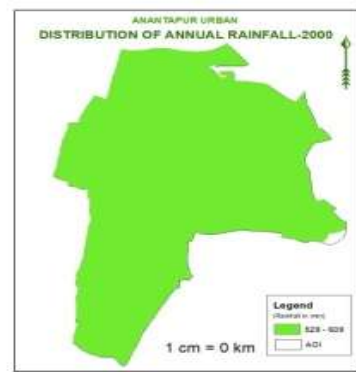 ANANTAPUR URBAN
DISTRIBUTION OF ANNUAL RAINFALL-2000
Legend
(Rainfall in mm)
AOI
1 cm = 0 km